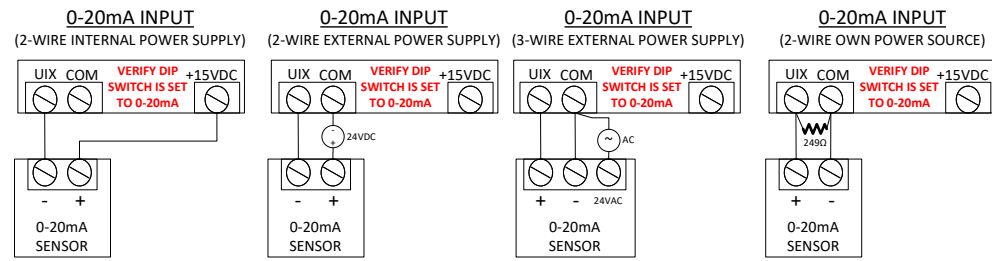 0-20mA INPUT
(2-WIRE INTERNAL POWER SUPPLY)
UIX COM VERIFY DIP SWITCH IS SET TO 0-20mA +15VDC
- +
0-20mA
SENSOR
0-20mA INPUT
(2-WIRE EXTERNAL POWER SUPPLY)
UIX COM VERIFY DIP SWITCH IS SET TO 0-20mA +15VDC
-
+
24VDC
- +
0-20mA
SENSOR
0-20mA INPUT
(3-WIRE EXTERNAL POWER SUPPLY)
UIX COM VERIFY DIP SWITCH IS SET TO 0-20mA +15VDC
~ AC
+ - 24VAC
0-20mA
SENSOR
0-20mA INPUT
(2-WIRE OWN POWER SOURCE)
UIX COM VERIFY DIP SWITCH IS SET TO 0-20mA +15VDC
249Ω
+ -
0-20mA
SENSOR